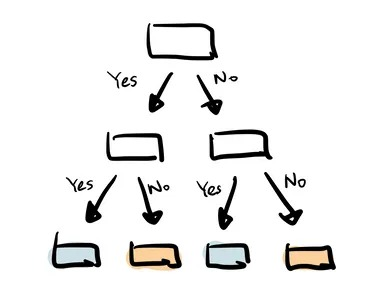 Yes No
Yes No Yes No